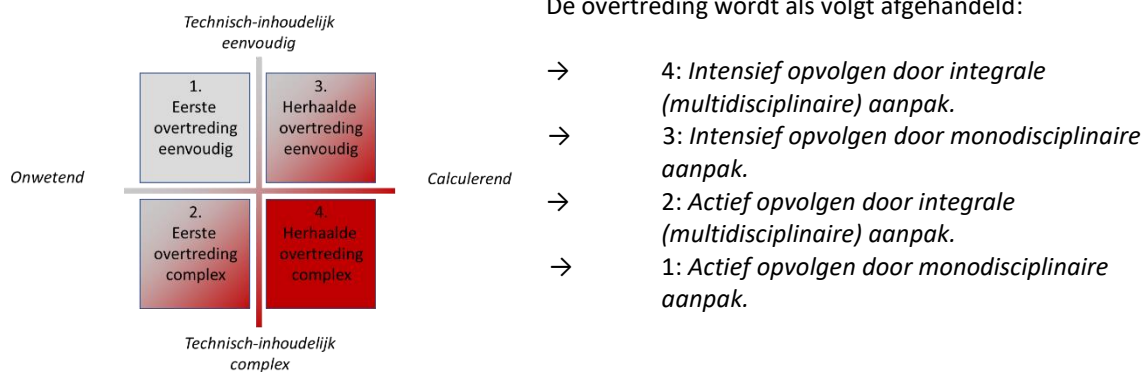 Technisch-inhoudelijk
eenvoudig
1.
Eerste
overtreding
eenvoudig
3.
Herhaalde
overtreding
eenvoudig
Onwetend
Calculerend
2.
Eerste
overtreding
complex
4.
Herhaalde
overtreding
complex
Technisch-inhoudelijk
complex
De overtreding wordt als volgt afgehandeld:
→ 4: Intensief opvolgen door integrale
(multidisciplinaire) aanpak.
→ 3: Intensief opvolgen door monodisciplinaire
aanpak.
→ 2: Actief opvolgen door integrale
(multidisciplinaire) aanpak.
→ 1: Actief opvolgen door monodisciplinaire
aanpak.